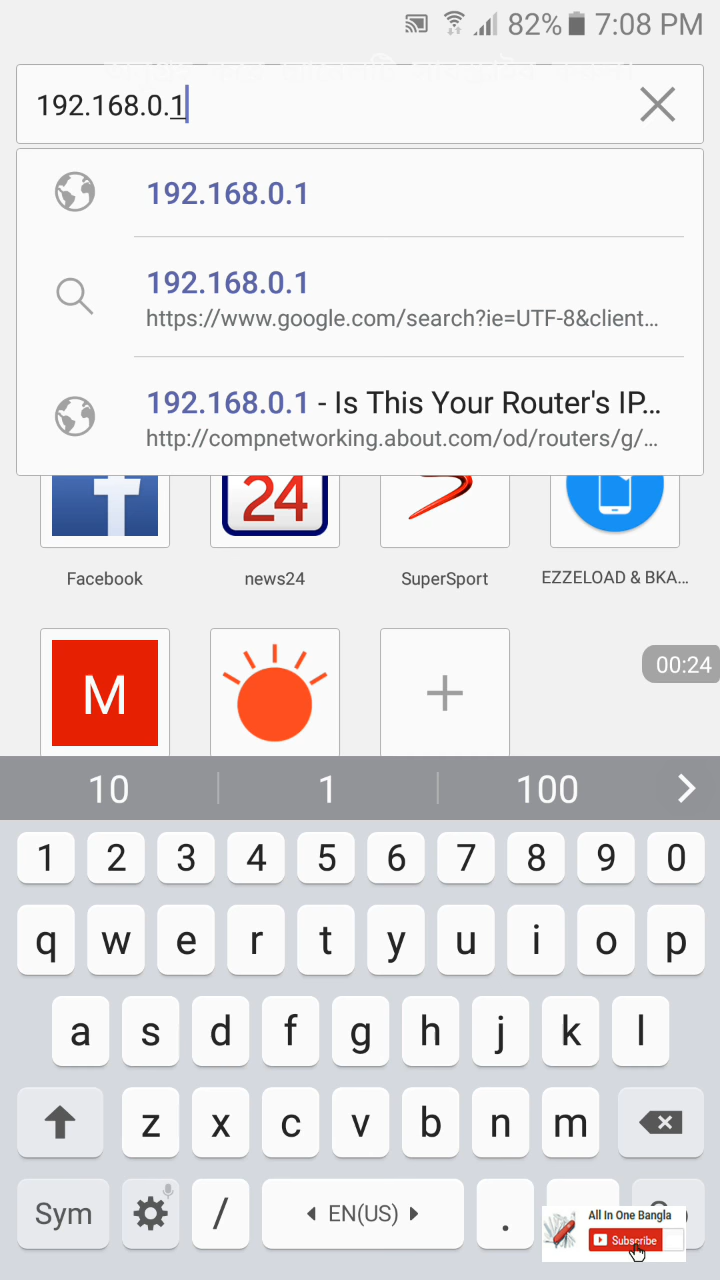 82% 7:08 PM
192.168.0.1
192.168.0.1
192.168.0.1
https://www.google.com/search?ie=UTF-8&client...
192.168.0.1 - Is This Your Router's IP...
http://compnetworking.about.com/od/routers/g/...
f
24
Facebook
news24
SuperSport
EZZELOAD & BKA...
M
00:24
10 1 100
1 2 3 4 5 6 7 8 9 0
q w e r t y u i o p
a s d f g h j k l
z x c v b n m
Sym / EN(US) .
All In One Bangla
Subscribe